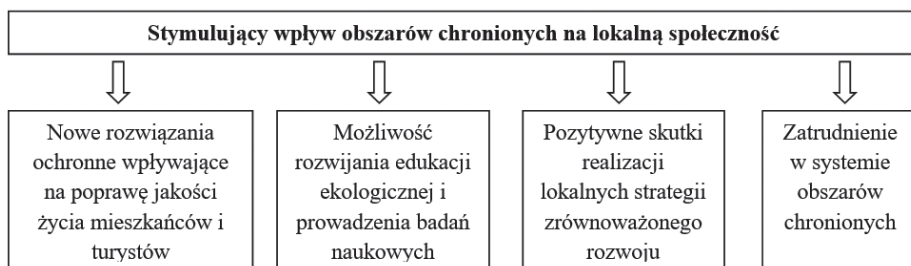 Stymulujący wpływ obszarów chronionych na lokalną społeczność
Nowe rozwiązania
ochronne wpływające
na poprawę jakości
życia mieszkańców i
turystów
Możliwość
rozwijania edukacji
ekologicznej i
prowadzenia badań
naukowych
Pozytywne skutki
realizacji
lokalnych strategii
zrównoważonego
rozwoju
Zatrudnienie
w systemie
obszarów
chronionych